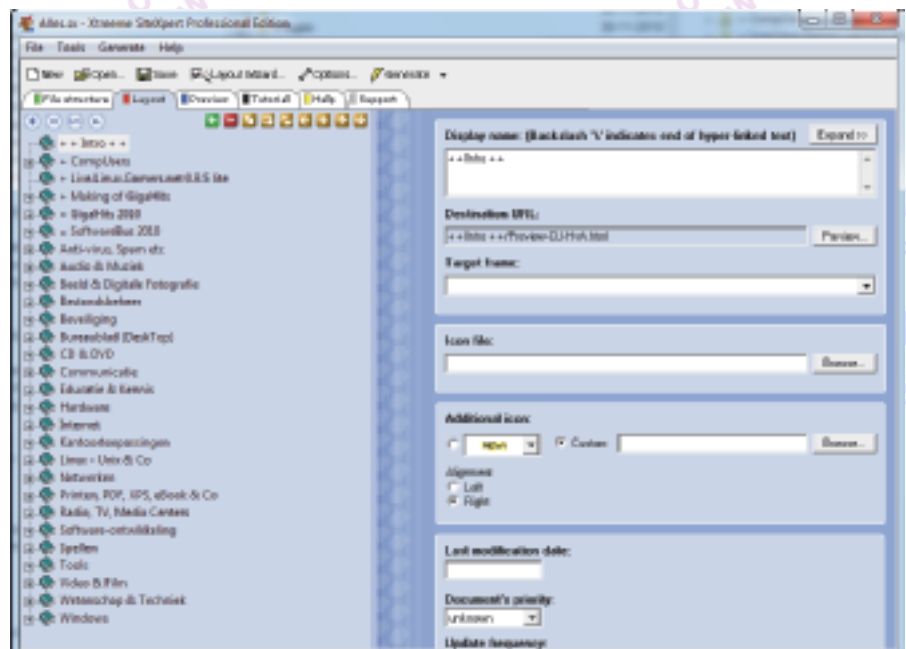 Alles.sx - Xtreeme SiteXpert Professional Edition
File Tools Generate Help
New Open... Save Layout Wizard... Options... Generate
File structure Layout Preview Tutorial Help Support
+ + Intro + +
+ CompUsers
+ Making of GigaHits
+ GigaHits 2010
+ SoftwareBus 2010
Anti-virus, Spam etc
Audio & Muziek
Beeld & Digitale Fotografie
Bestandsbeheer
Beveiliging
Bureaublad (DeskTop)
CD & DVD
Communicatie
Educatie & Kennis
Hardware
Internet
Kantoortoepassingen
Linux - Unix & Co
Netwerken
Printen, PDF, XPS, eBook & Co
Radio, TV, Media Centers
Software-ontwikkeling
Spellen
Tools
Video & Film
Wetenschap & Techniek
Windows
Display name: (Backslash '\' indicates end of hyper-linked text) Expand >>
++Intro ++
Destination URL:
Preview...
Target frame:
Icon file:
Browse...
Additional icon:
new Custom Browse...
Alignment
Left
Right
Last modification date:
Document's priority:
unknown
Update frequency: